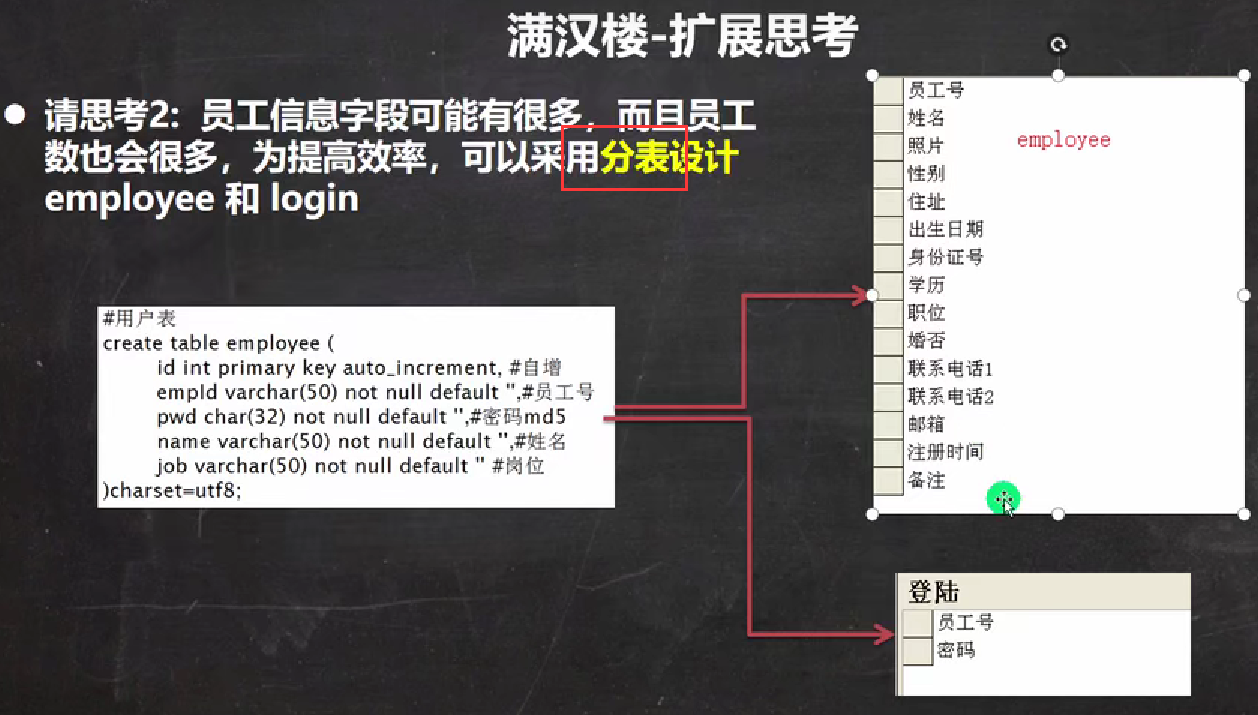 满汉楼-扩展思考
请思考2: 员工信息字段可能有很多，而且员工
数也会很多，为提高效率，可以采用分表设计
employee 和 login
#用户表
create table employee (
id int primary key auto_increment, #自增
empId varchar(50) not null default '',#员工号
pwd char(32) not null default '',#密码md5
name varchar(50) not null default '',#姓名
job varchar(50) not null default '' #岗位
)charset=utf8;
employee
员工号
姓名
照片
性别
住址
出生日期
身份证号
学历
职位
婚否
联系电话1
联系电话2
邮箱
注册时间
备注
登陆
员工号
密码